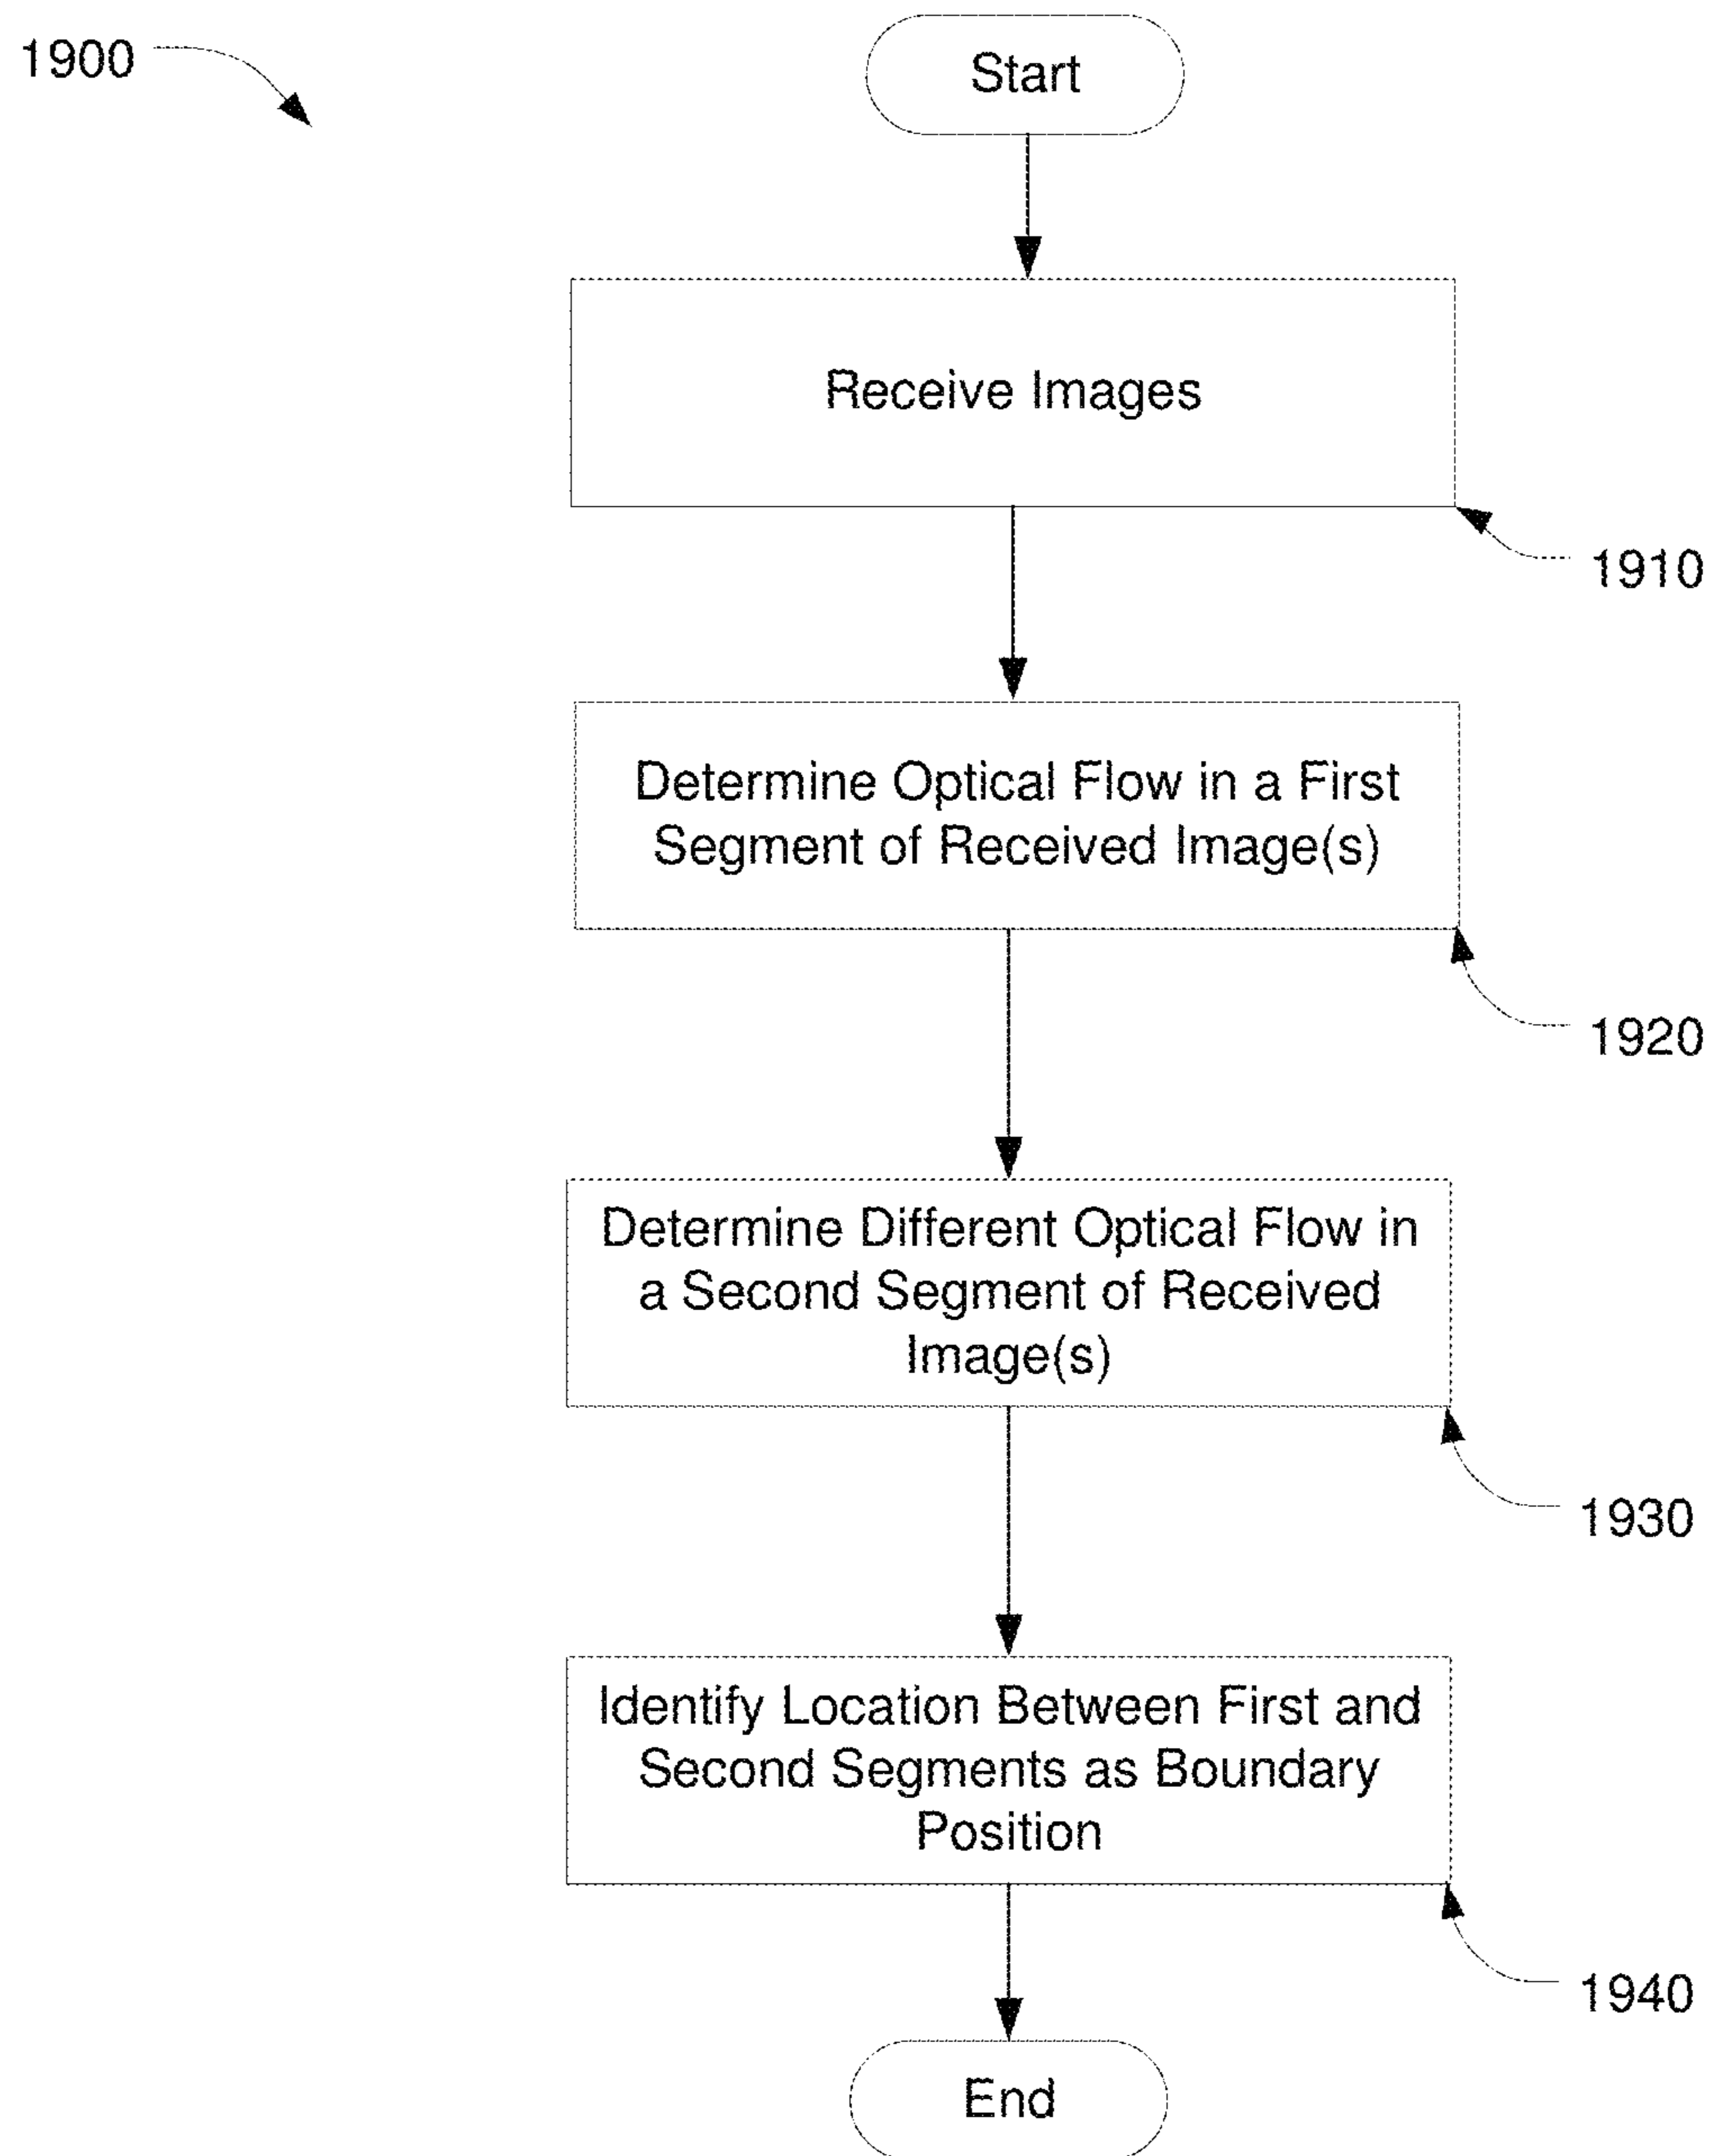 1900
Start
Receive Images
1910
Determine Optical Flow in a First
Segment of Received Image(s)
1920
Determine Different Optical Flow in
a Second Segment of Received
Image(s)
1930
Identify Location Between First and
Second Segments as Boundary
Position
1940
End